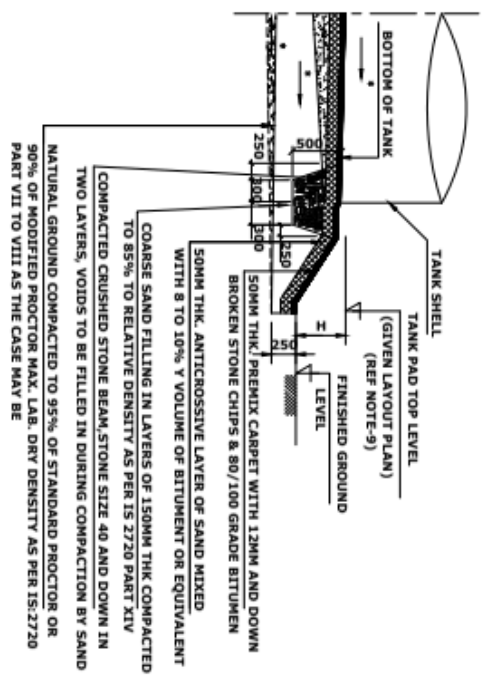 TANK SHELL
TANK PAD TOP LEVEL
(GIVEN LAYOUT PLAN)
(REF NOTE-9)
FINISHED GROUND
LEVEL
BOTTOM OF TANK
H
500
250
300
300
250
250
50MM THK. PREMIX CARPET WITH 12MM AND DOWN
BROKEN STONE CHIPS & 80/100 GRADE BITUMEN
50MM THK. ANTICROSSIVE LAYER OF SAND MIXED
WITH 8 TO 10% Y VOLUME OF BITUMENT OR EQUIVALENT
COARSE SAND FILLING IN LAYERS OF 150MM THK COMPACTED
TO 85% TO RELATIVE DENSITY AS PER IS 2720 PART XIV
COMPACTED CRUSHED STONE BEAM,STONE SIZE 40 AND DOWN IN
TWO LAYERS, VOIDS TO BE FILLED IN DURING COMPACTION BY SAND
NATURAL GROUND COMPACTED TO 95% OF STANDARD PROCTOR OR
90% OF MODIFIED PROCTOR MAX. LAB. DRY DENSITY AS PER IS:2720
PART VII TO VIII AS THE CASE MAY BE